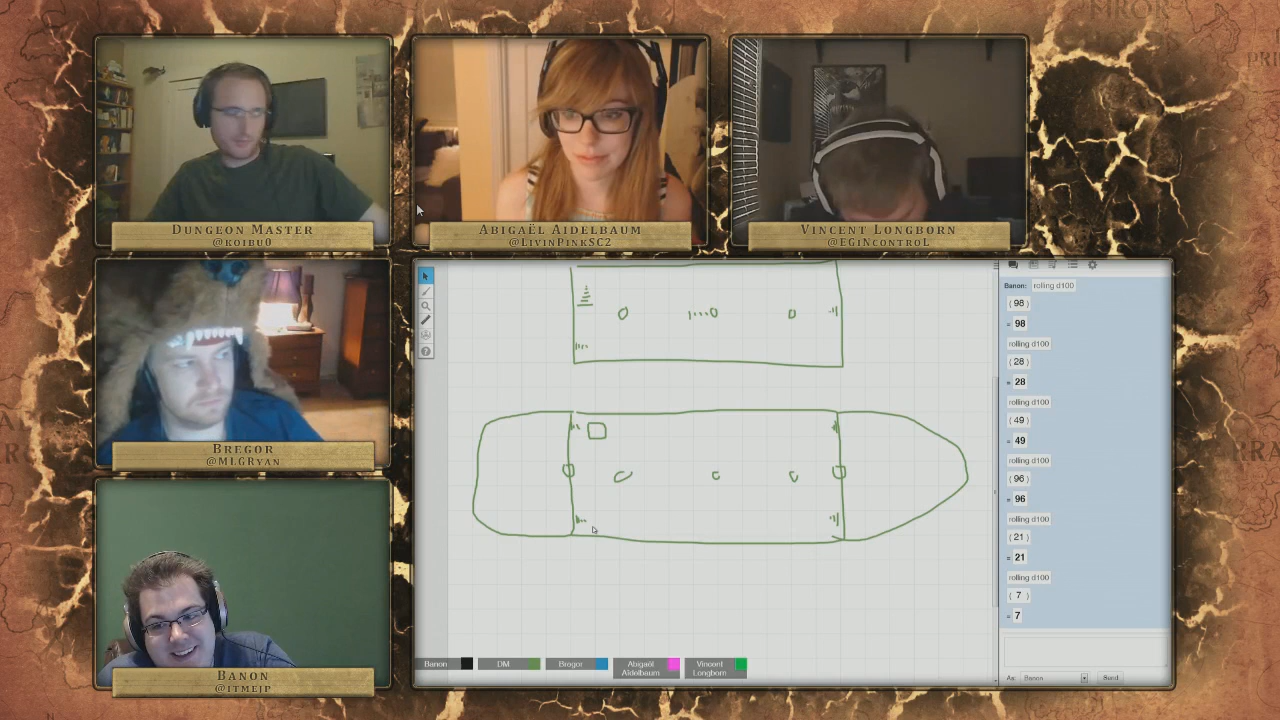 DUNGEON MASTER
@KOIBU0
ABIGAËL AIDELBAUM
@LIVINPINKSC2
VINCENT LONGBORN
@EGINCONTROL
BREGOR
@MLGRYAN
BANON
@ITMEJP
Banon: rolling d100
( 98 )
= 98
rolling d100
( 28 )
= 28
rolling d100
( 49 )
= 49
rolling d100
( 96 )
= 96
rolling d100
( 21 )
= 21
rolling d100
( 7 )
= 7
As: Banon Send
Banon DM Bregor Abigaël Aidelbaum Vincent Longborn